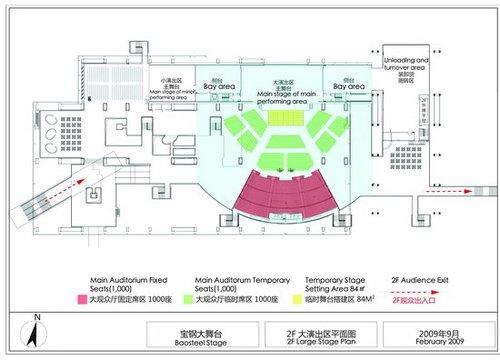 小演出区
主舞台
Main stage of minor
performing area
侧台
Bay area
大演出区
主舞台
Main stage of main
performing area
侧台
Bay area
Unloading and
turnover area
装卸货
周转区
Main Auditorium Fixed
Seats(1,000)
大观众厅固定席区 1000座
Main Auditorum Temporary
Seats(1,000)
大观众厅临时席区 1000座
Temporary Stage
Setting Area 84㎡
临时舞台搭建区 84M²
2F Audience Exit
2F观众出入口
宝钢大舞台
Baosteel Stage
2F 大演出区平面图
2F Large Stage Plan
2009年9月
February 2009